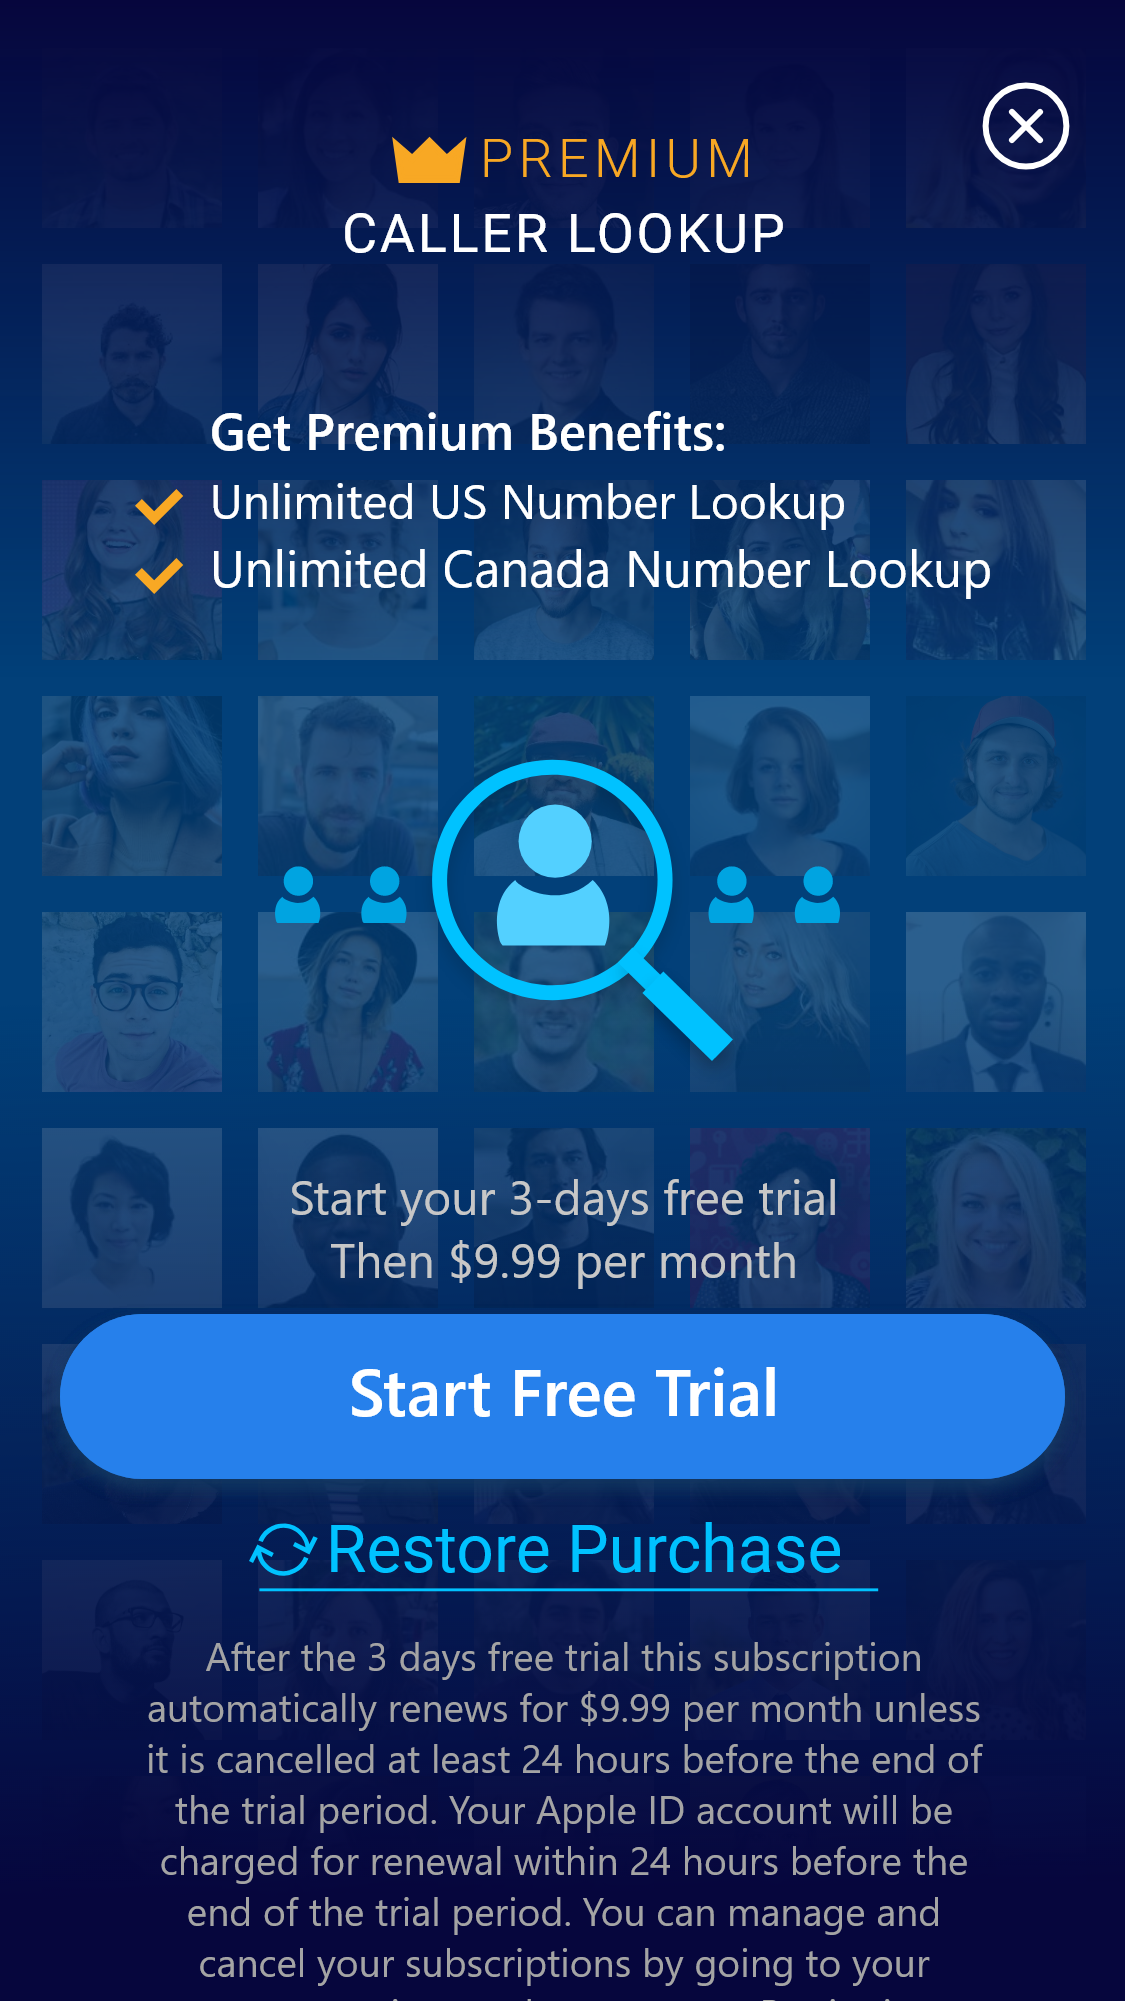 PREMIUM
CALLER LOOKUP
Get Premium Benefits:
Unlimited US Number Lookup
Unlimited Canada Number Lookup
Start your 3-days free trial
Then $9.99 per month
Start Free Trial
Restore Purchase
After the 3 days free trial this subscription
automatically renews for $9.99 per month unless
it is cancelled at least 24 hours before the end of
the trial period. Your Apple ID account will be
charged for renewal within 24 hours before the
end of the trial period. You can manage and
cancel your subscriptions by going to your